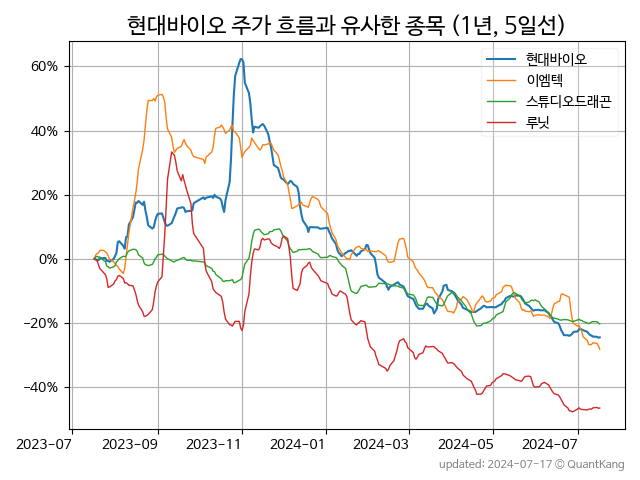 현대바이오 주가 흐름과 유사한 종목 (1년, 5일선)
현대바이오
이엠텍
스튜디오드래곤
루닛
60%
40%
20%
0%
−20%
−40%
2023-07 2023-09 2023-11 2024-01 2024-03 2024-05 2024-07
updated: 2024-07-17 © QuantKang